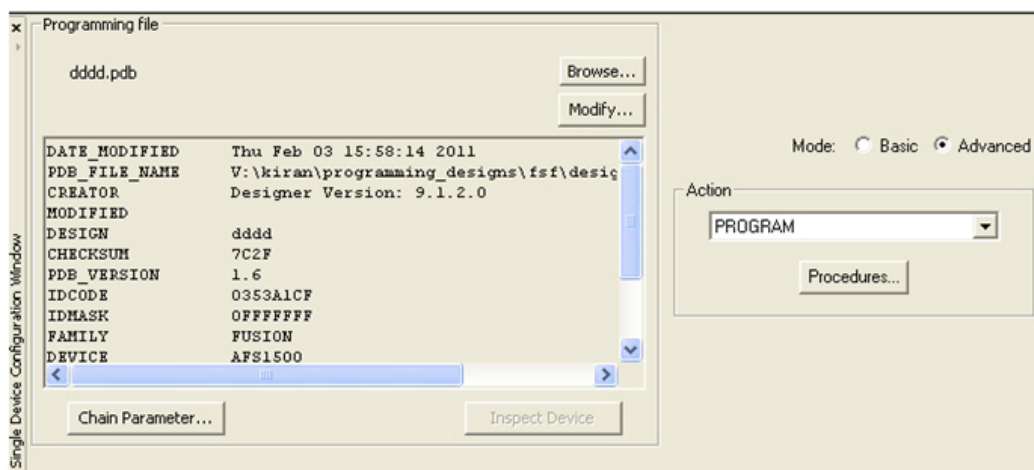 Single Device Configuration Window
Programming file
dddd.pdb
Browse...
Modify...
DATE_MODIFIED Thu Feb 03 15:58:14 2011
PDB_FILE_NAME V:\kiran\programming_designs\fsf\desig
CREATOR Designer Version: 9.1.2.0
MODIFIED
DESIGN dddd
CHECKSUM 7C2F
PDB_VERSION 1.6
IDCODE 0353A1CF
IDMASK 0FFFFFFF
FAMILY FUSION
DEVICE AFS1500
Chain Parameter...
Inspect Device
Mode: Basic Advanced
Action
PROGRAM
Procedures...